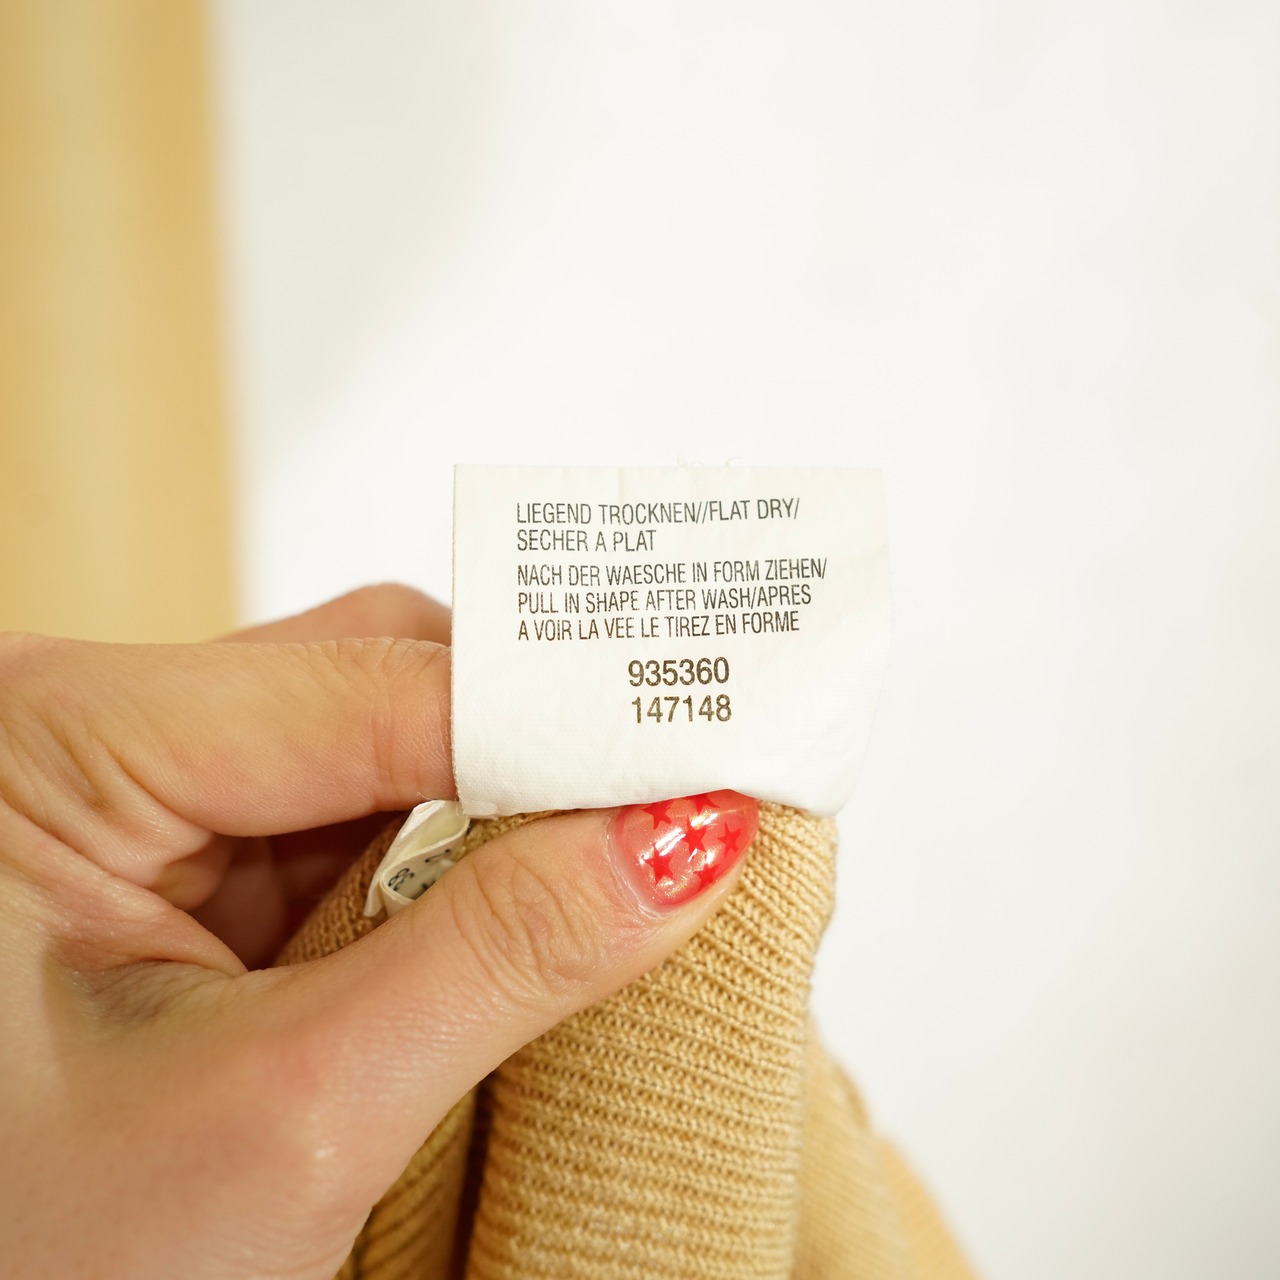 LIEGEND TROCKNEN//FLAT DRY/
SECHER A PLAT
NACH DER WAESCHE IN FORM ZIEHEN/
PULL IN SHAPE AFTER WASH/APRES
A VOIR LA VEE LE TIREZ EN FORME
935360
147148
38